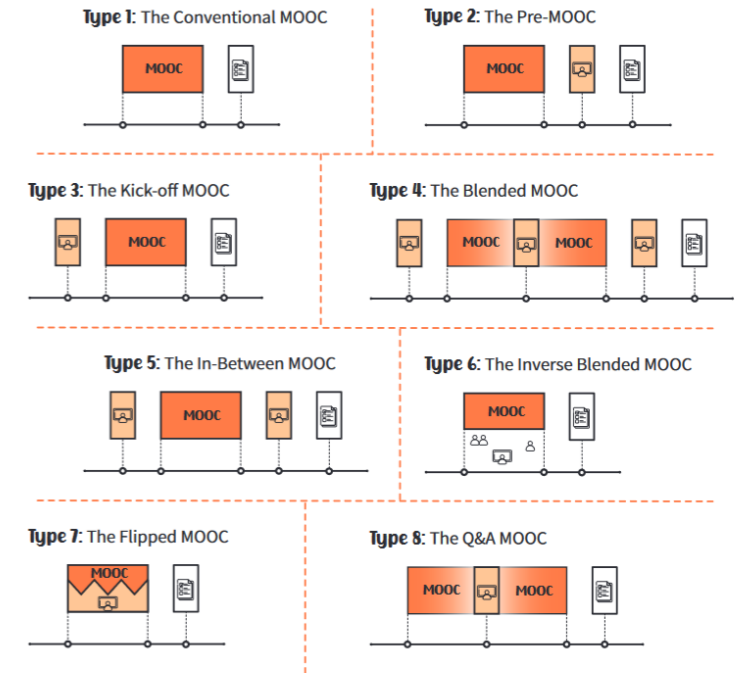 Type 1: The Conventional MOOC
MOOC
Type 2: The Pre-MOOC
MOOC
Type 3: The Kick-off MOOC
MOOC
Type 4: The Blended MOOC
MOOC
MOOC
Type 5: The In-Between MOOC
MOOC
Type 6: The Inverse Blended MOOC
MOOC
Type 7: The Flipped MOOC
MOOC
Type 8: The Q&A MOOC
MOOC
MOOC